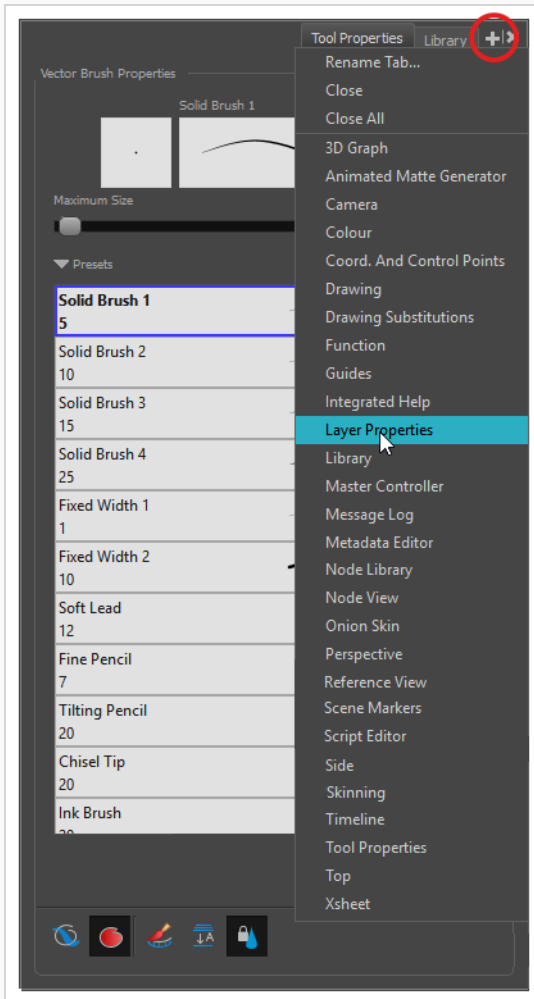 Tool Properties
Library
Vector Brush Properties
Solid Brush 1
Maximum Size
Presets
Solid Brush 1
5
Solid Brush 2
10
Solid Brush 3
15
Solid Brush 4
25
Fixed Width 1
1
Fixed Width 2
10
Soft Lead
12
Fine Pencil
7
Tilting Pencil
20
Chisel Tip
20
Ink Brush
Rename Tab...
Close
Close All
3D Graph
Animated Matte Generator
Camera
Colour
Coord. And Control Points
Drawing
Drawing Substitutions
Function
Guides
Integrated Help
Layer Properties
Library
Master Controller
Message Log
Metadata Editor
Node Library
Node View
Onion Skin
Perspective
Reference View
Scene Markers
Script Editor
Side
Skinning
Timeline
Tool Properties
Top
Xsheet